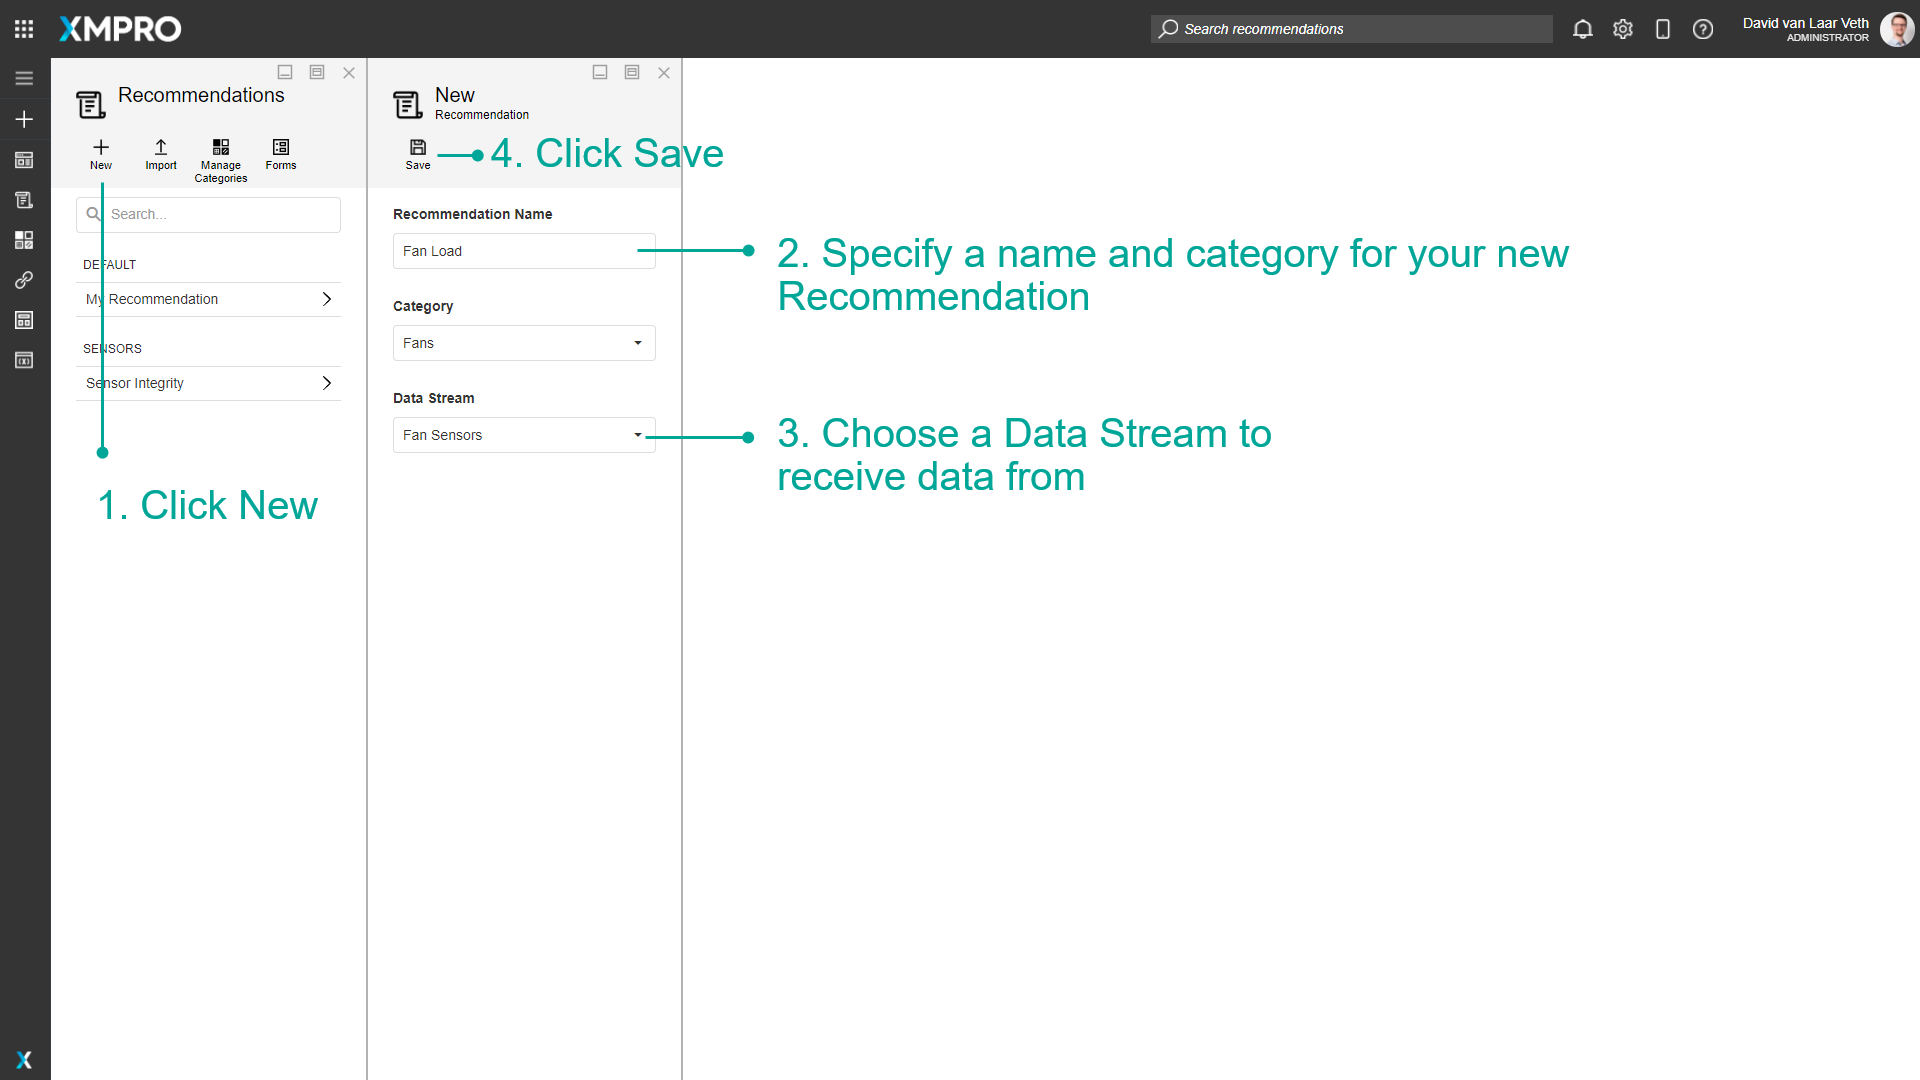 XMPRO
Search recommendations
David van Laar Veth
ADMINISTRATOR
Recommendations
New
Import
Manage
Categories
Forms
Search...
DEFAULT
My Recommendation
SENSORS
Sensor Integrity
1. Click New
New
Recommendation
Save
4. Click Save
Recommendation Name
Fan Load
2. Specify a name and category for your new
Recommendation
Category
Fans
Data Stream
Fan Sensors
3. Choose a Data Stream to
receive data from